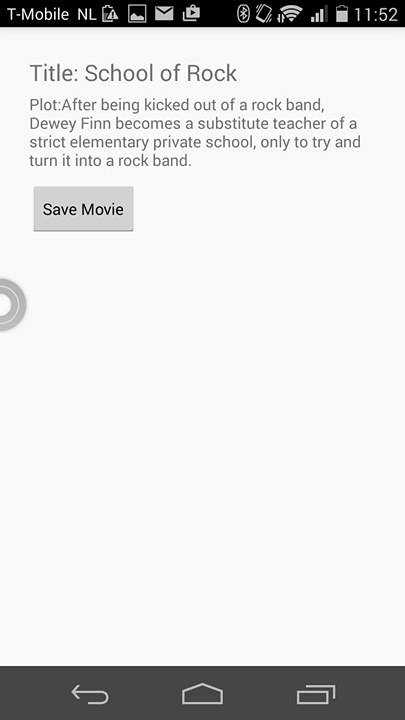 T-Mobile NL 11:52
Title: School of Rock
Plot:After being kicked out of a rock band,
Dewey Finn becomes a substitute teacher of a
strict elementary private school, only to try and
turn it into a rock band.
Save Movie